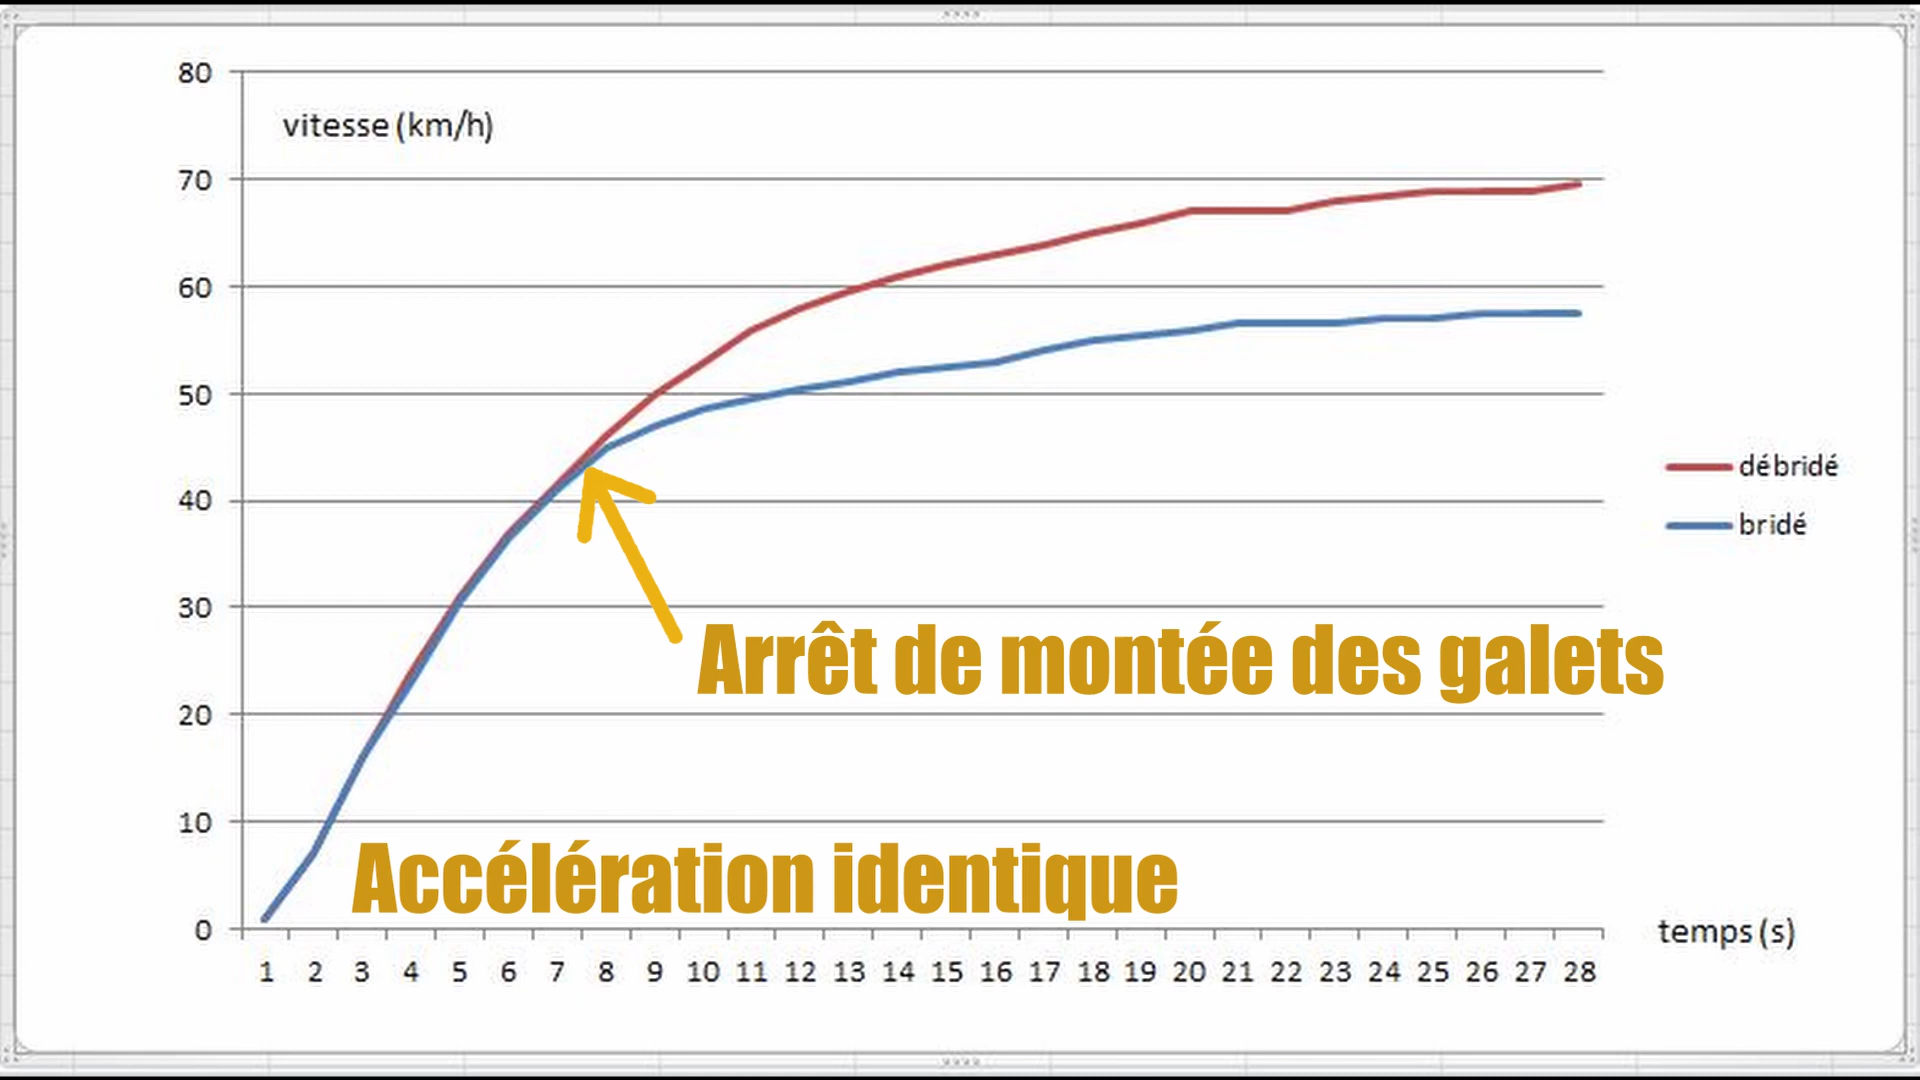 80
vitesse (km/h)
70
60
50
débridé
40
bridé
30
Arrêt de montée des galets
20
10
Accélération identique
0
temps (s)
1 2 3 4 5 6 7 8 9 10 11 12 13 14 15 16 17 18 19 20 21 22 23 24 25 26 27 28